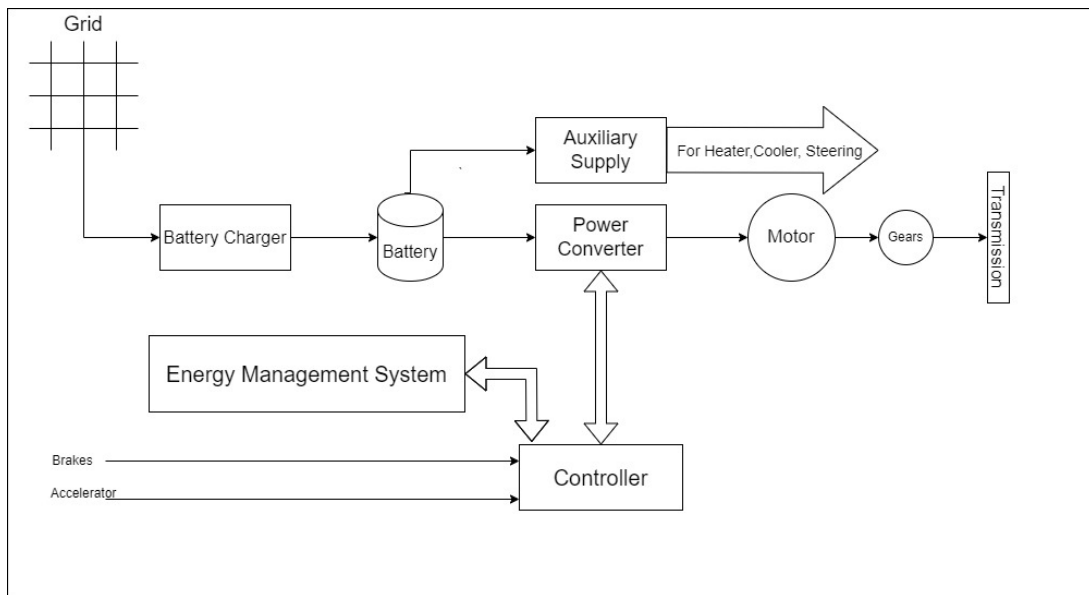 Grid
Auxiliary
Supply
For Heater,Cooler, Steering
Battery Charger
Battery
Power
Converter
Motor
Gears
Transmission
Energy Management System
Brakes
Accelerator
Controller